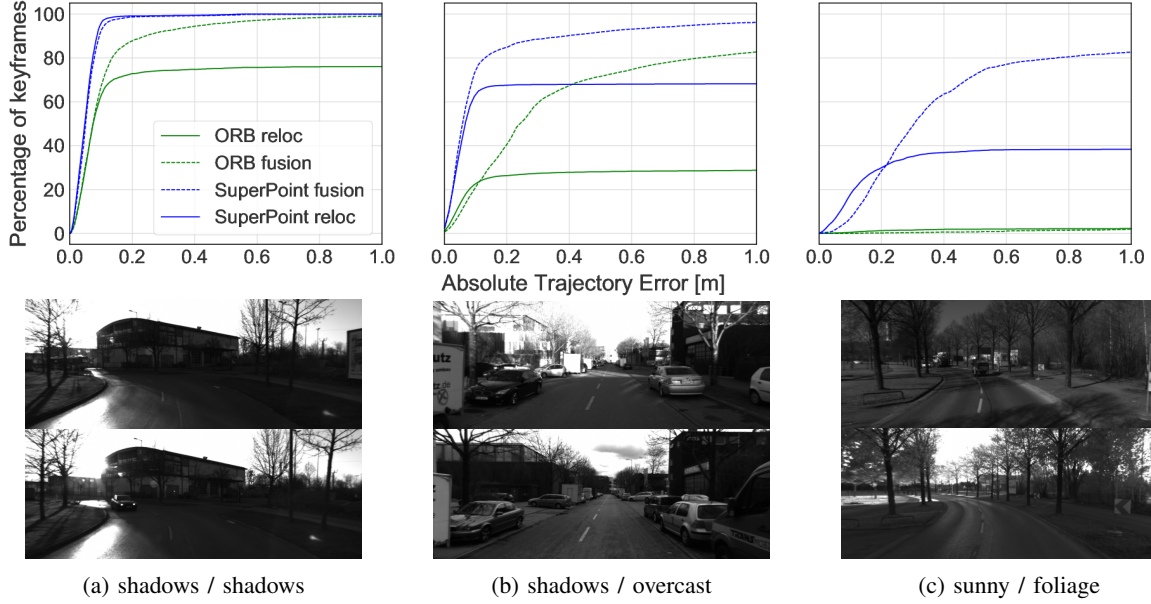 Percentage of keyframes
100
80
60
40
20
0
ORB reloc
ORB fusion
SuperPoint fusion
SuperPoint reloc
0.0 0.2 0.4 0.6 0.8 1.0
0.0 0.2 0.4 0.6 0.8 1.0
0.0 0.2 0.4 0.6 0.8 1.0
Absolute Trajectory Error [m]
utz
tz.de
(a) shadows / shadows
(b) shadows / overcast
(c) sunny / foliage